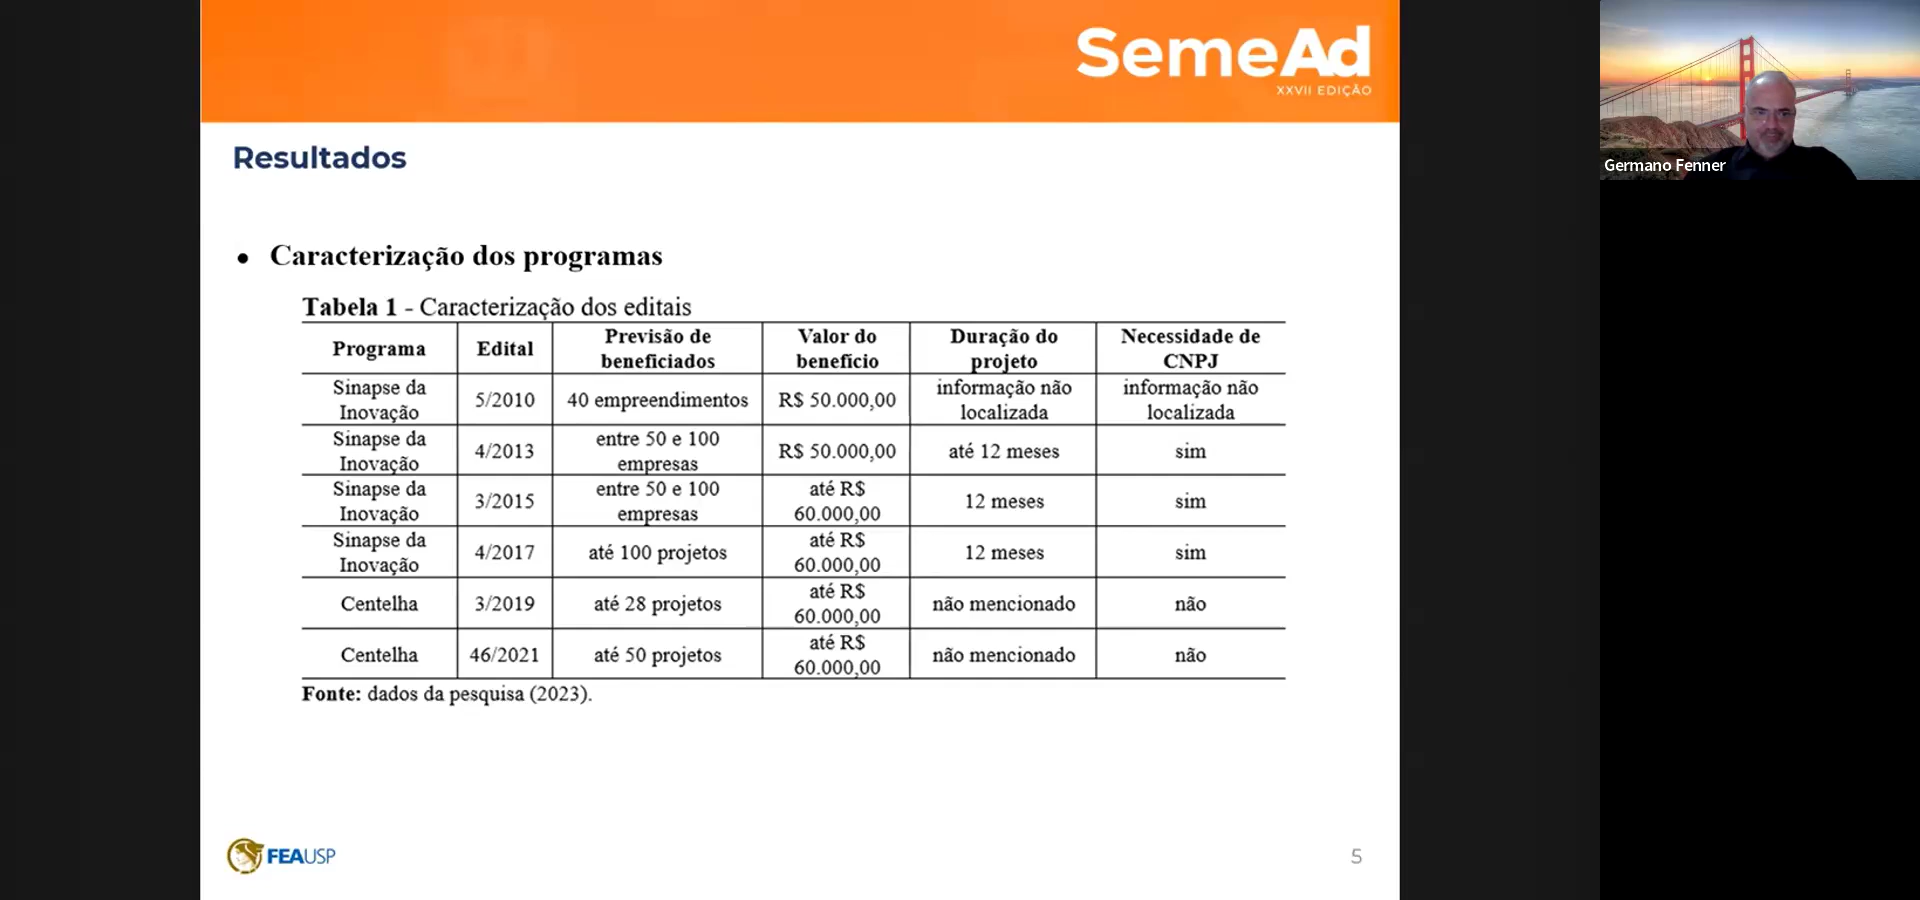 SemeAd
XXVII EDIÇÃO
Resultados
• Caracterização dos programas
Tabela 1 - Caracterização dos editais
Programa
Edital
Previsão de
beneficiados
Valor do
benefício
Duração do
projeto
Necessidade de
CNPJ
Sinapse da
Inovação
5/2010
40 empreendimentos
R$ 50.000,00
informação não
localizada
informação não
localizada
Sinapse da
Inovação
4/2013
entre 50 e 100
empresas
R$ 50.000,00
até 12 meses
sim
Sinapse da
Inovação
3/2015
entre 50 e 100
empresas
até R$
60.000,00
12 meses
sim
Sinapse da
Inovação
4/2017
até 100 projetos
até R$
60.000,00
12 meses
sim
Centelha
3/2019
até 28 projetos
até R$
60.000,00
não mencionado
não
Centelha
46/2021
até 50 projetos
até R$
60.000,00
não mencionado
não
Fonte: dados da pesquisa (2023).
FEAUSP
5
Germano Fenner